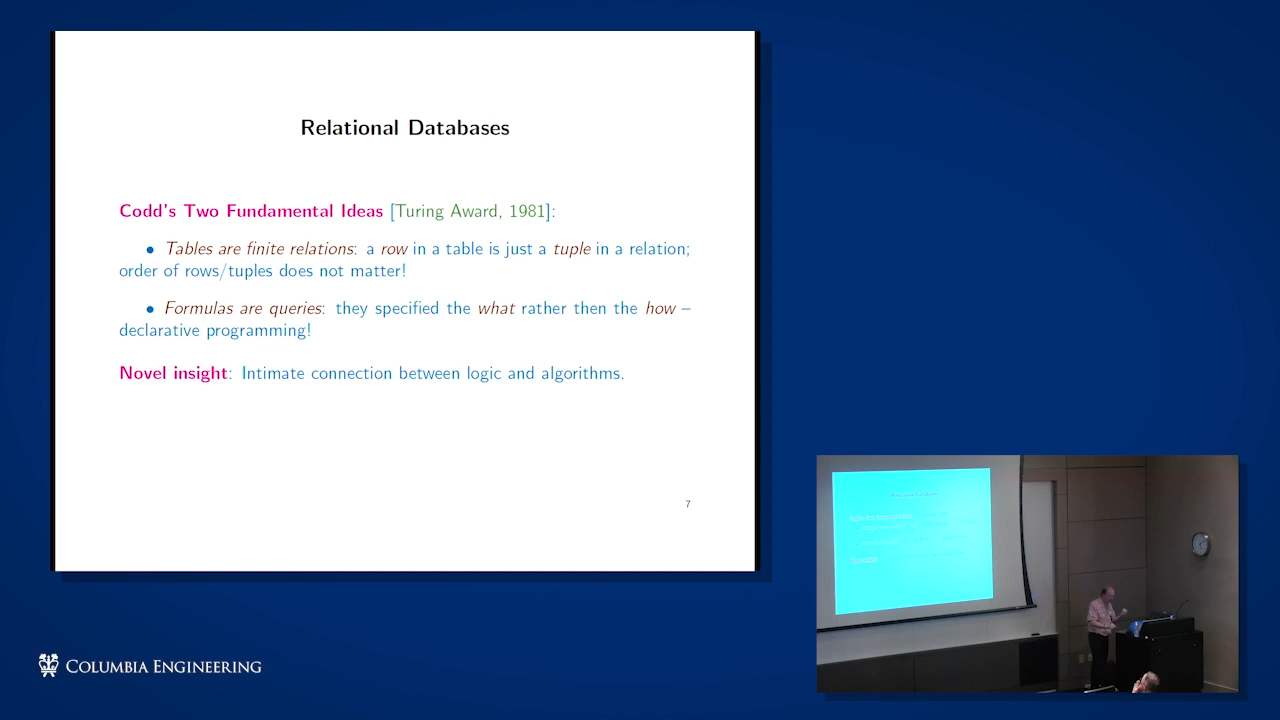 Relational Databases
Codd's Two Fundamental Ideas [Turing Award, 1981]:
• Tables are finite relations: a row in a table is just a tuple in a relation;
order of rows/tuples does not matter!
• Formulas are queries: they specified the what rather then the how –
declarative programming!
Novel insight: Intimate connection between logic and algorithms.
7
Relational Databases
COLUMBIA ENGINEERING